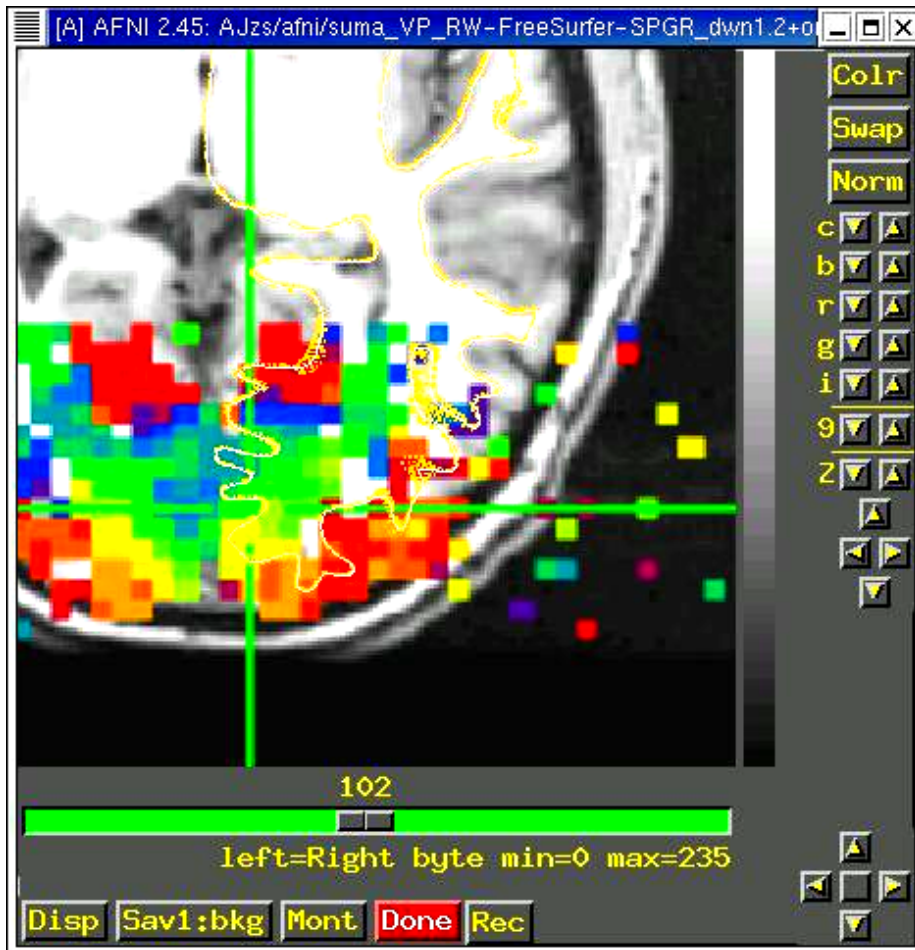 [A] AFNI 2.45: AJzs/afni/suma_VP_RW-FreeSurfer-SPGR_dwn1.2+o
Colr
Swap
Norm
c
b
r
g
i
9
Z
102
left=Right byte min=0 max=235
Disp Sav1:bkg Mont Done Rec